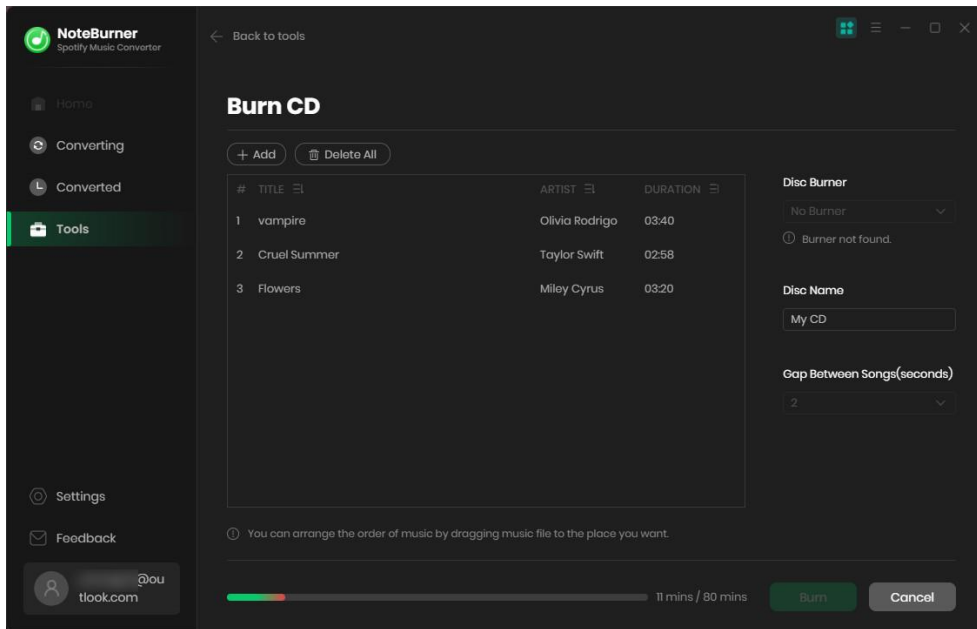 NoteBurner
Spotify Music Converter
Back to tools
Home
Converting
Converted
Tools
Settings
Feedback
@ou
tlook.com
Burn CD
+ Add
Delete All
# TITLE ARTIST DURATION
1 vampire Olivia Rodrigo 03:40
2 Cruel Summer Taylor Swift 02:58
3 Flowers Miley Cyrus 03:20
You can arrange the order of music by dragging music file to the place you want.
Disc Burner
No Burner
Burner not found.
Disc Name
My CD
Gap Between Songs(seconds)
2
11 mins / 80 mins
Burn
Cancel